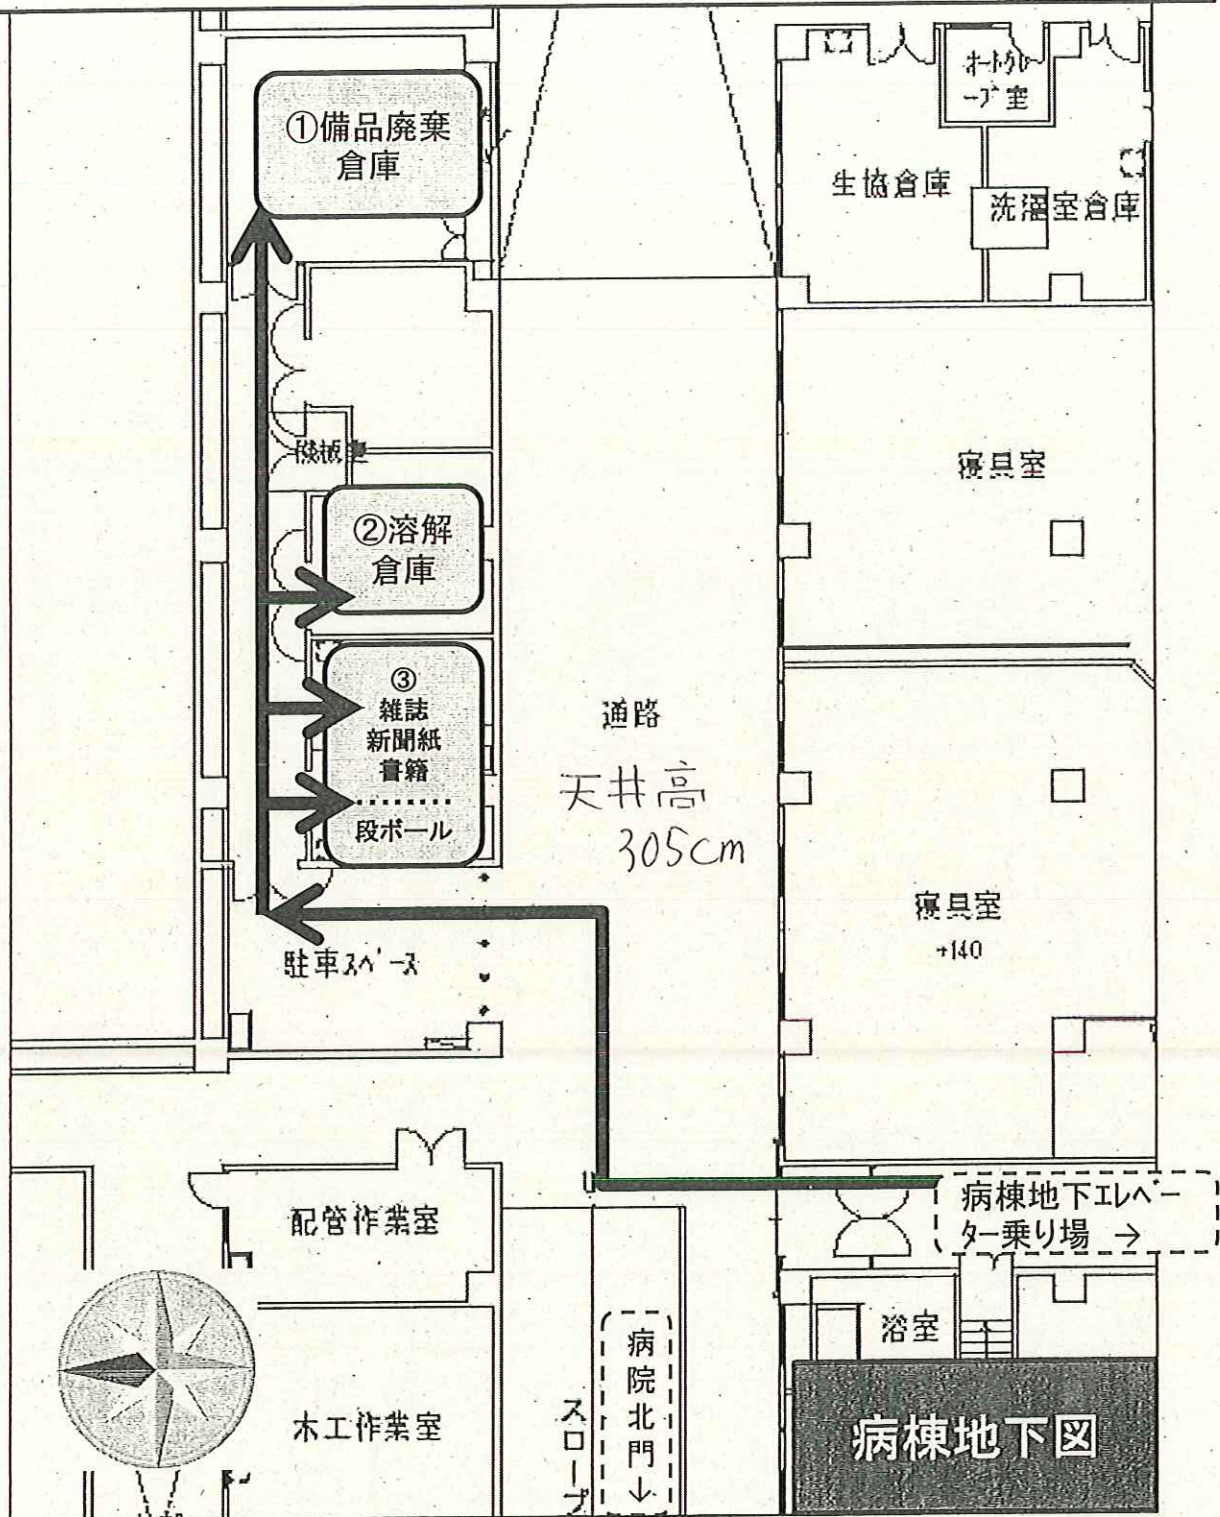 ①備品廃棄
倉庫
オートクレ
ーブ室
生協倉庫
洗濯室倉庫
機械室
寝具室
②溶解
倉庫
③
雑誌
新聞紙
書籍
段ボール
通路
天井高
305cm
寝具室
+140
駐車スペース
病棟地下エレベー
ター乗り場 →
配管作業室
浴室
木工作業室
スロープ
病院北門↓
病棟地下図